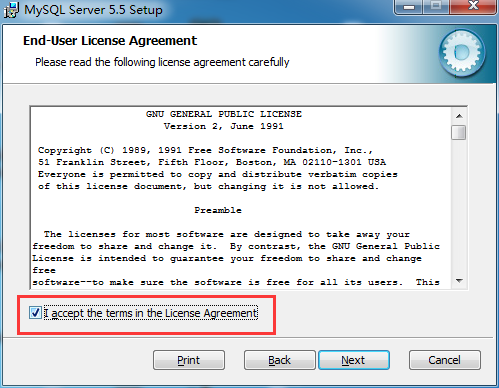 MySQL Server 5.5 Setup
End-User License Agreement
Please read the following license agreement carefully
GNU GENERAL PUBLIC LICENSE
Version 2, June 1991
Copyright (C) 1989, 1991 Free Software Foundation, Inc.,
51 Franklin Street, Fifth Floor, Boston, MA 02110-1301 USA
Everyone is permitted to copy and distribute verbatim copies
of this license document, but changing it is not allowed.
Preamble
The licenses for most software are designed to take away your
freedom to share and change it. By contrast, the GNU General Public
License is intended to guarantee your freedom to share and change
free
software--to make sure the software is free for all its users. This
I accept the terms in the License Agreement
Print Back Next Cancel